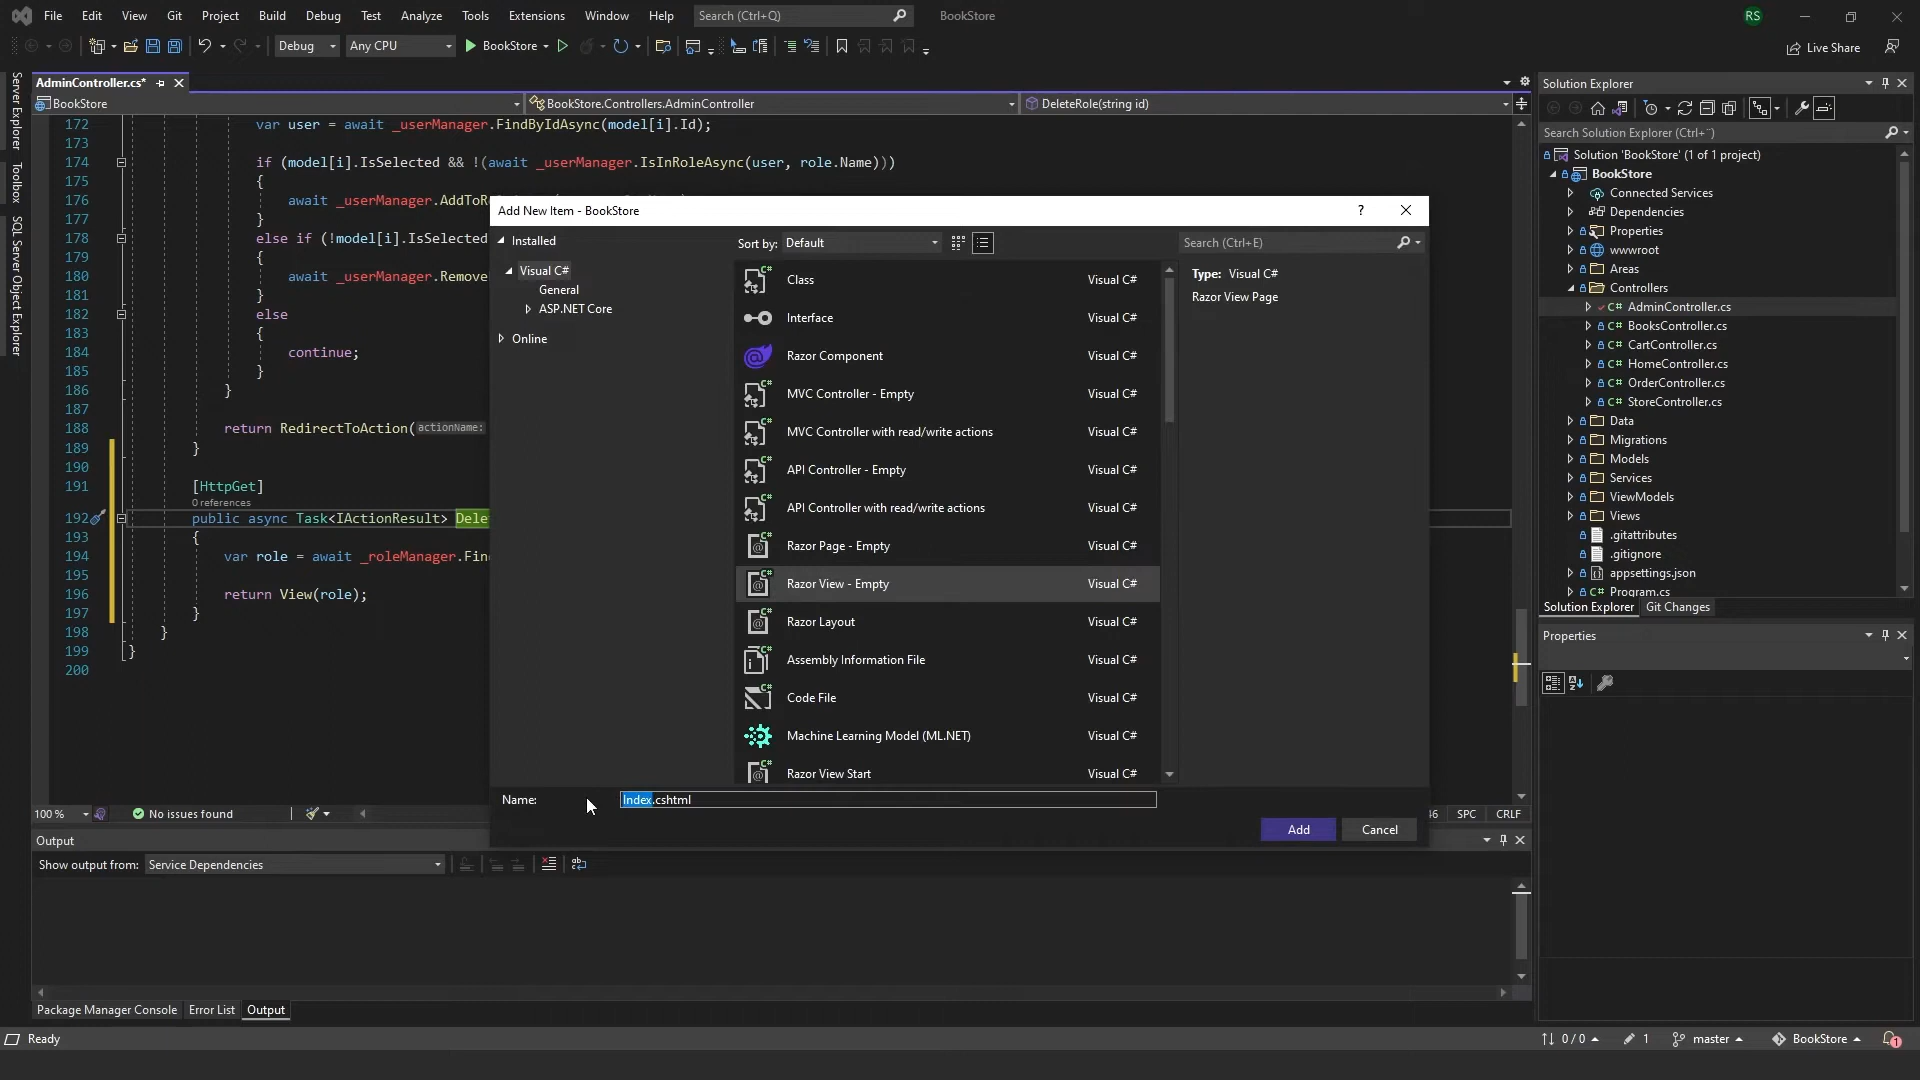 File Edit View Git Project Build Debug Test Analyze Tools Extensions Window Help Search (Ctrl+Q) BookStore RS
Debug Any CPU BookStore Live Share
Server Explorer
Toolbox
SQL Server Object Explorer
AdminController.cs*
BookStore BookStore.Controllers.AdminController DeleteRole(string id)
172 var user = await _userManager.FindByIdAsync(model[i].Id);
173
174 if (model[i].IsSelected && !(await _userManager.IsInRoleAsync(user, role.Name)))
175 {
176 await _userManager.AddToR
177 }
178 else if (!model[i].IsSelected
179 {
180 await _userManager.Remove
181 }
182 else
183 {
184 continue;
185 }
186 }
187
188 return RedirectToAction(actionName:
189 }
190
191 [HttpGet]
0 references
192 public async Task<IActionResult> Dele
193 {
194 var role = await _roleManager.Fin
195
196 return View(role);
197 }
198 }
199 }
200
Add New Item - BookStore ?
Installed
Visual C#
General
ASP.NET Core
Online
Sort by: Default
Search (Ctrl+E)
Class Visual C#
Interface Visual C#
Razor Component Visual C#
MVC Controller - Empty Visual C#
MVC Controller with read/write actions Visual C#
API Controller - Empty Visual C#
API Controller with read/write actions Visual C#
Razor Page - Empty Visual C#
Razor View - Empty Visual C#
Razor Layout Visual C#
Assembly Information File Visual C#
Code File Visual C#
Machine Learning Model (ML.NET) Visual C#
Razor View Start Visual C#
Type: Visual C#
Razor View Page
Name: Index.cshtml
Add Cancel
100 % No issues found SPC CRLF
Output
Show output from: Service Dependencies
Package Manager Console Error List Output
Solution Explorer
Search Solution Explorer (Ctrl+¨)
Solution 'BookStore' (1 of 1 project)
BookStore
Connected Services
Dependencies
Properties
wwwroot
Areas
Controllers
C# AdminController.cs
C# BooksController.cs
C# CartController.cs
C# HomeController.cs
C# OrderController.cs
C# StoreController.cs
Data
Migrations
Models
Services
ViewModels
Views
.gitattributes
.gitignore
appsettings.json
C# Program.cs
Solution Explorer Git Changes
Properties
Ready 0 / 0 1 master BookStore 1